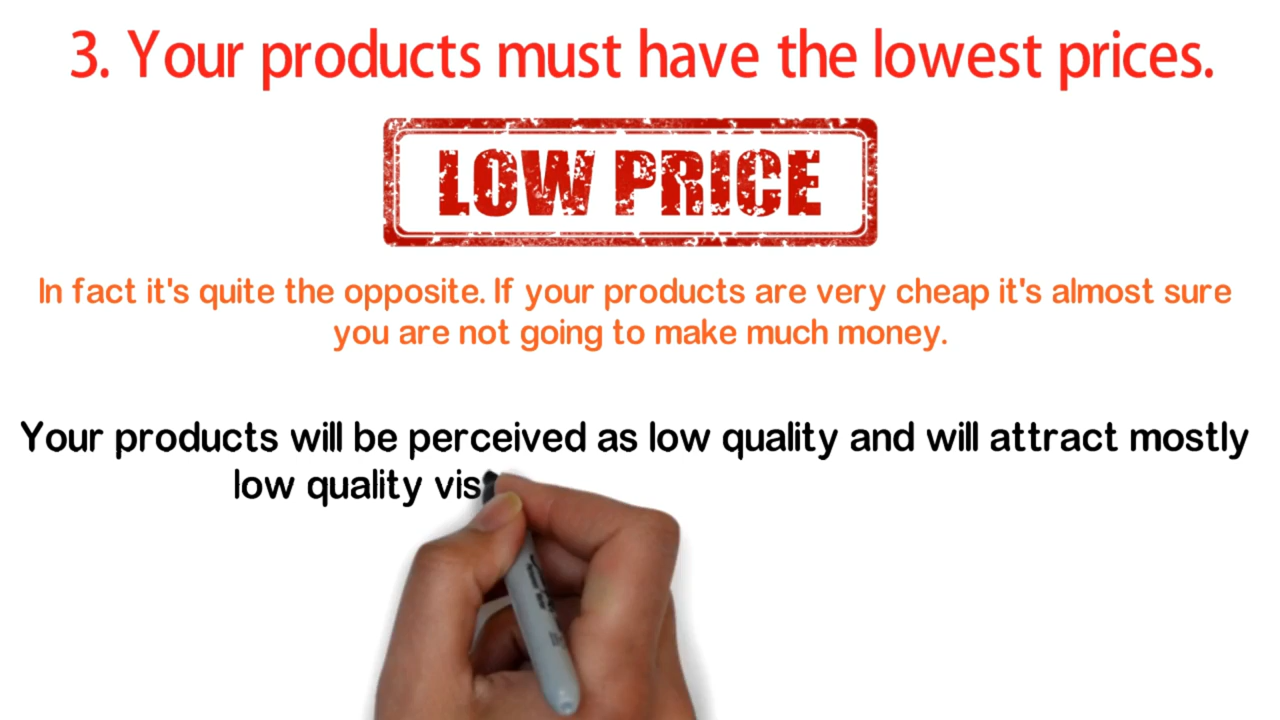 3. Your products must have the lowest prices.
LOW PRICE
In fact it's quite the opposite. If your products are very cheap it's almost sure
you are not going to make much money.
Your products will be perceived as low quality and will attract mostly
low quality vis